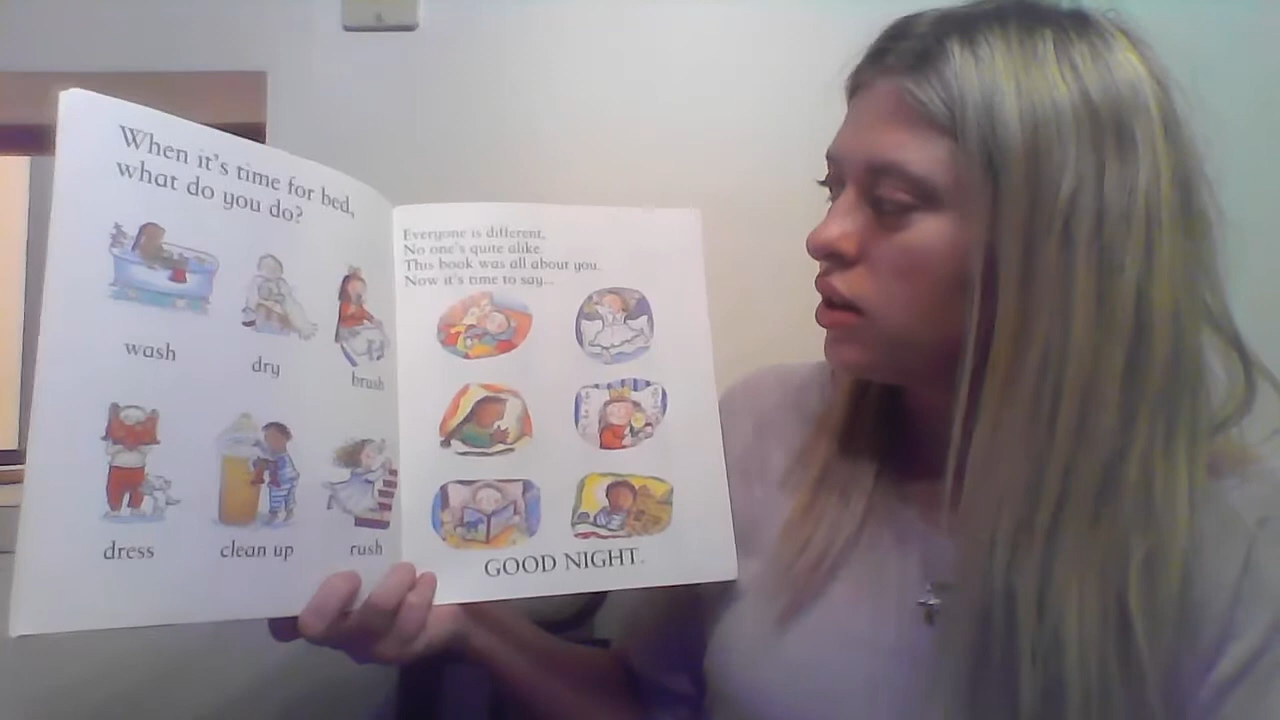 When it's time for bed,
what do you do?
wash
dry
brush
dress
clean up
rush
Everyone is different,
No one's quite alike.
This book was all about you.
Now it's time to say...
GOOD NIGHT.